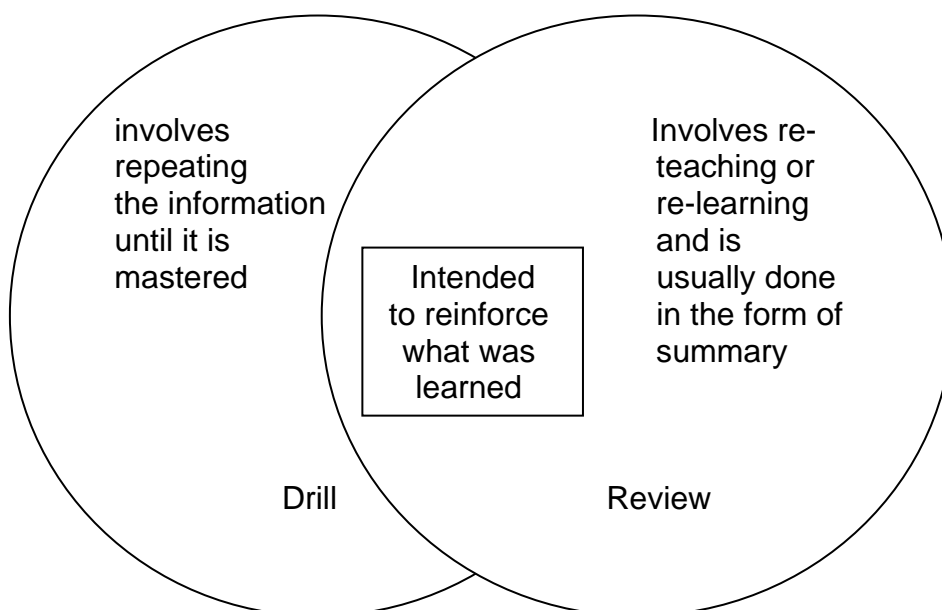 involves
repeating
the information
until it is
mastered
Intended
to reinforce
what was
learned
Involves re-
teaching or
re-learning
and is
usually done
in the form of
summary
Drill
Review